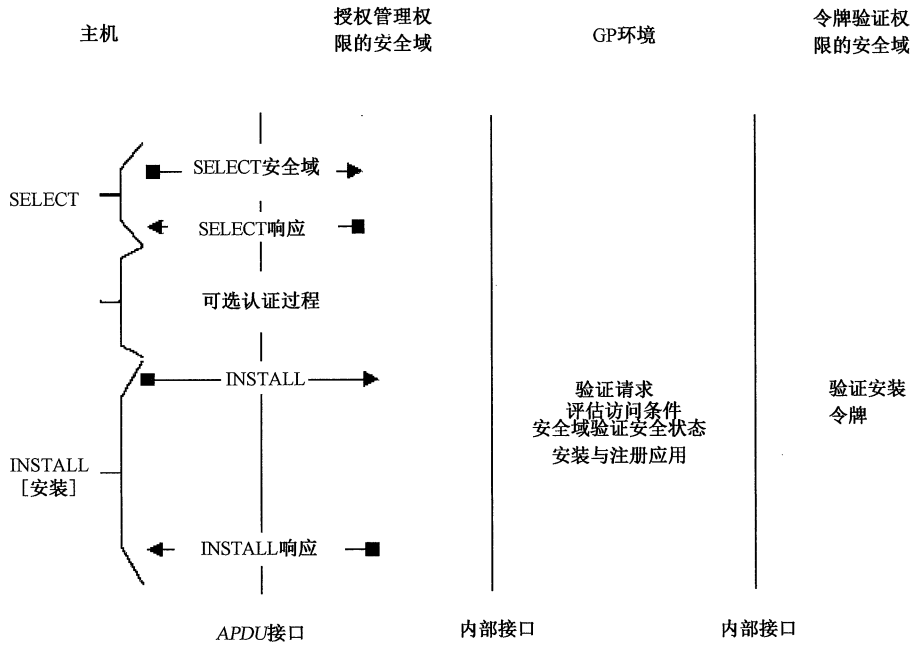 主机
授权管理权
限的安全域
GP环境
令牌验证权
限的安全域
SELECT安全域
SELECT
SELECT响应
可选认证过程
INSTALL
验证请求
评估访问条件
安全域验证安全状态
安装与注册应用
验证安装
令牌
INSTALL
［安装］
INSTALL响应
APDU接口
内部接口
内部接口